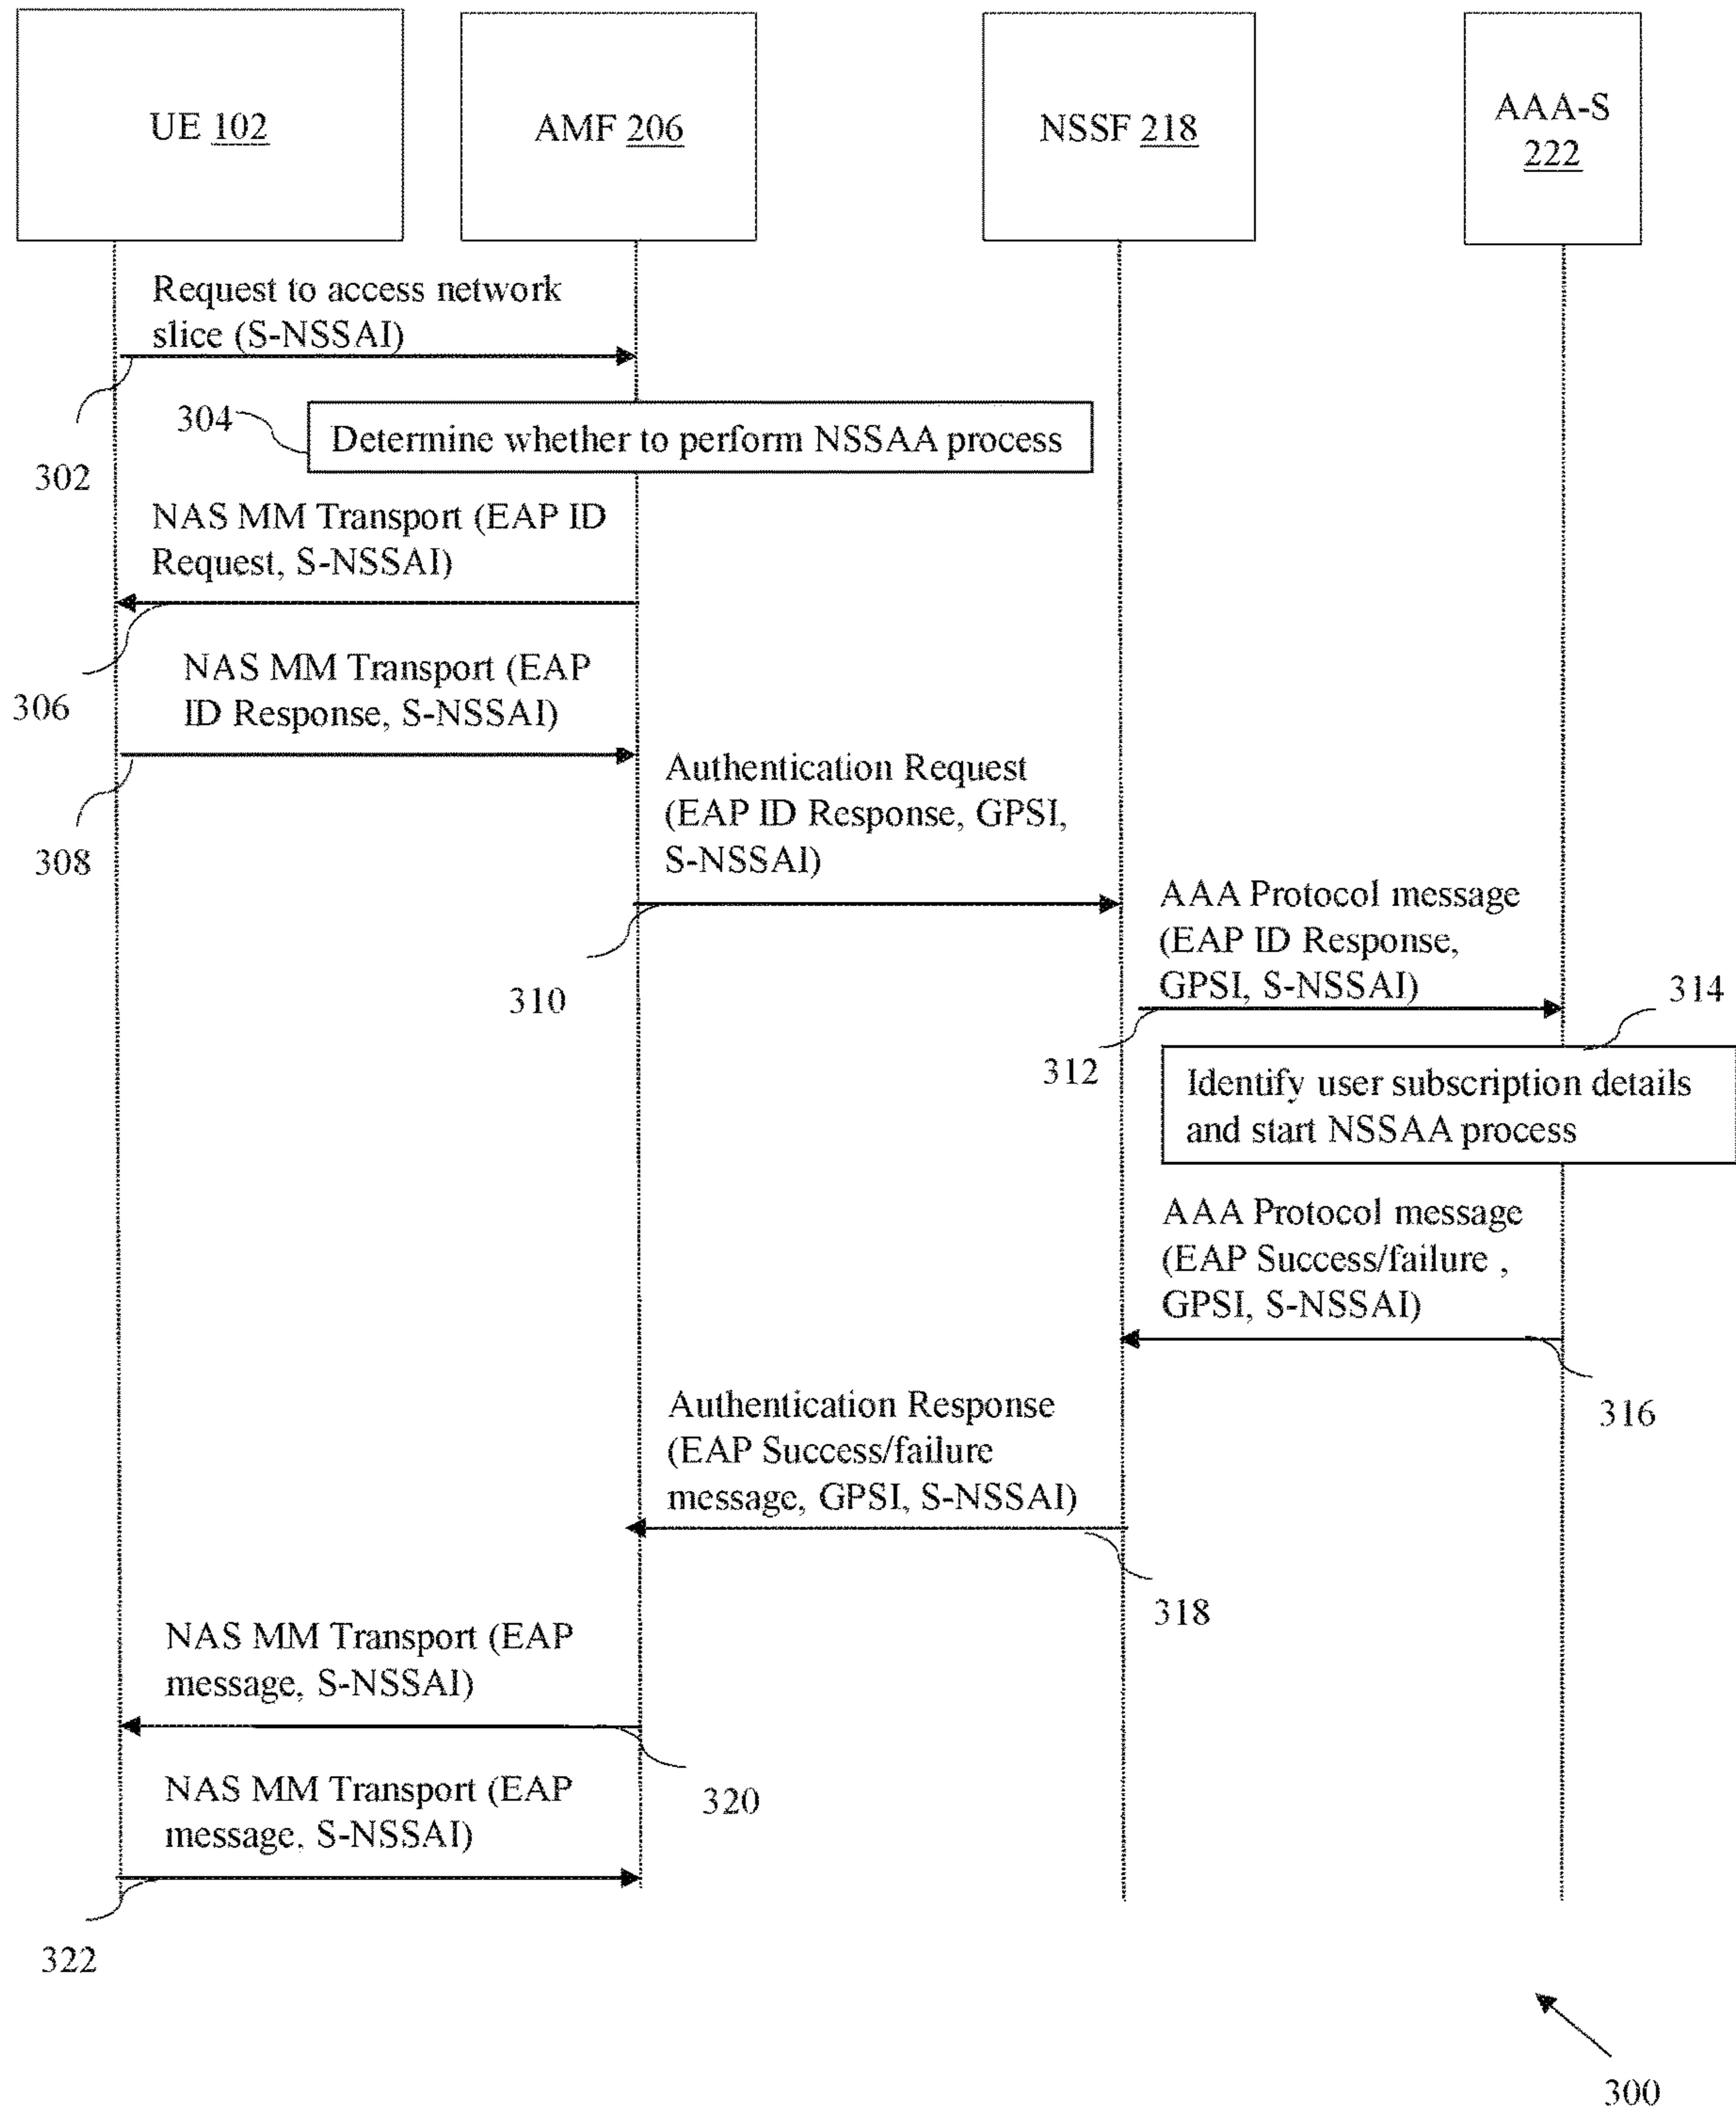 UE 102
AMF 206
NSSF 218
AAA-S
222
Request to access network
slice (S-NSSAI)
302
304
Determine whether to perform NSSAA process
NAS MM Transport (EAP ID
Request, S-NSSAI)
306
NAS MM Transport (EAP
ID Response, S-NSSAI)
308
Authentication Request
(EAP ID Response, GPSI,
S-NSSAI)
310
AAA Protocol message
(EAP ID Response,
GPSI, S-NSSAI)
312
314
Identify user subscription details
and start NSSAA process
AAA Protocol message
(EAP Success/failure ,
GPSI, S-NSSAI)
316
Authentication Response
(EAP Success/failure
message, GPSI, S-NSSAI)
318
NAS MM Transport (EAP
message, S-NSSAI)
320
NAS MM Transport (EAP
message, S-NSSAI)
322
300